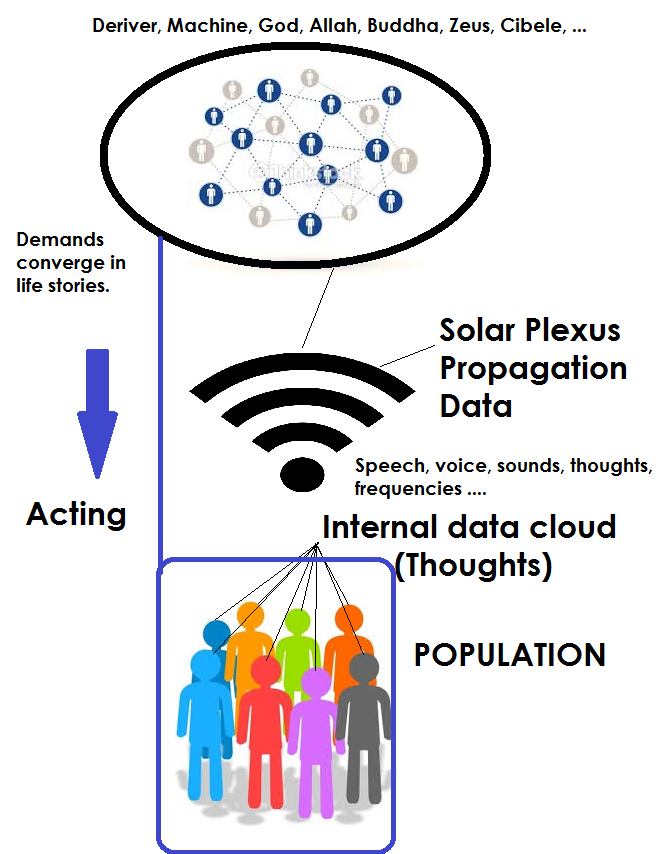 Deriver, Machine, God, Allah, Buddha, Zeus, Cibele, ...
Demands
converge in
life stories.
Solar Plexus
Propagation
Data
Speech, voice, sounds, thoughts,
frequencies ....
Acting
Internal data cloud
(Thoughts)
POPULATION